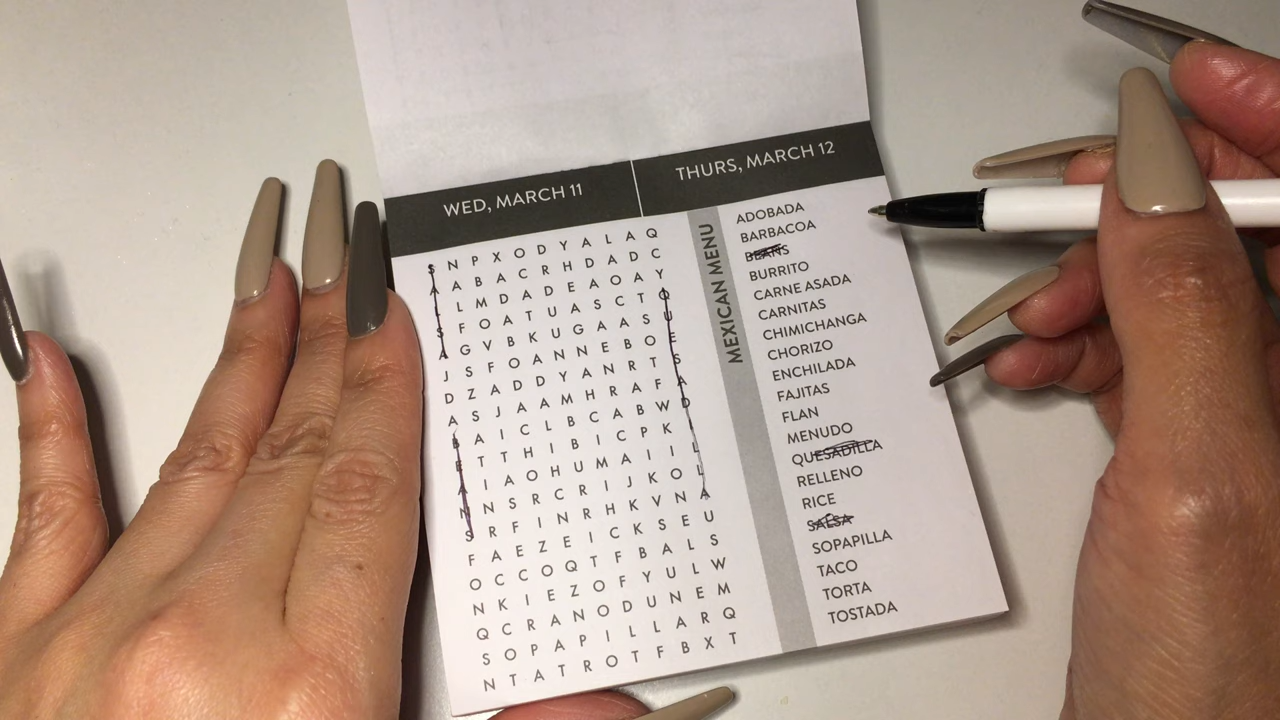 WED, MARCH 11
THURS, MARCH 12
S N P X O D Y A L A Q
A A B A C R H D A D C
L L M D A D E A O A Y
S F O A T U A S C T Q
A G V B K U G A A S U
J S F O A N N E B O E
D Z A D D Y A N R T S
A S J A A M H R A F A
B A I C L B C A B W D
E T T H I B I C P K I
A I A O H U M A I I L
N N S R C R I J K O L
S R F I N R H K V N A
F A E Z E I C K S E U
O C C O Q T F B A L S
N K I E Z O F Y U L W
Q C R A N O D U N E M
S O P A P I L L A R Q
N T A T R O T F B X T
MEXICAN MENU
ADOBADA
BARBACOA
BEANS
BURRITO
CARNE ASADA
CARNITAS
CHIMICHANGA
CHORIZO
ENCHILADA
FAJITAS
FLAN
MENUDO
QUESADILLA
RELLENO
RICE
SALSA
SOPAPILLA
TACO
TORTA
TOSTADA